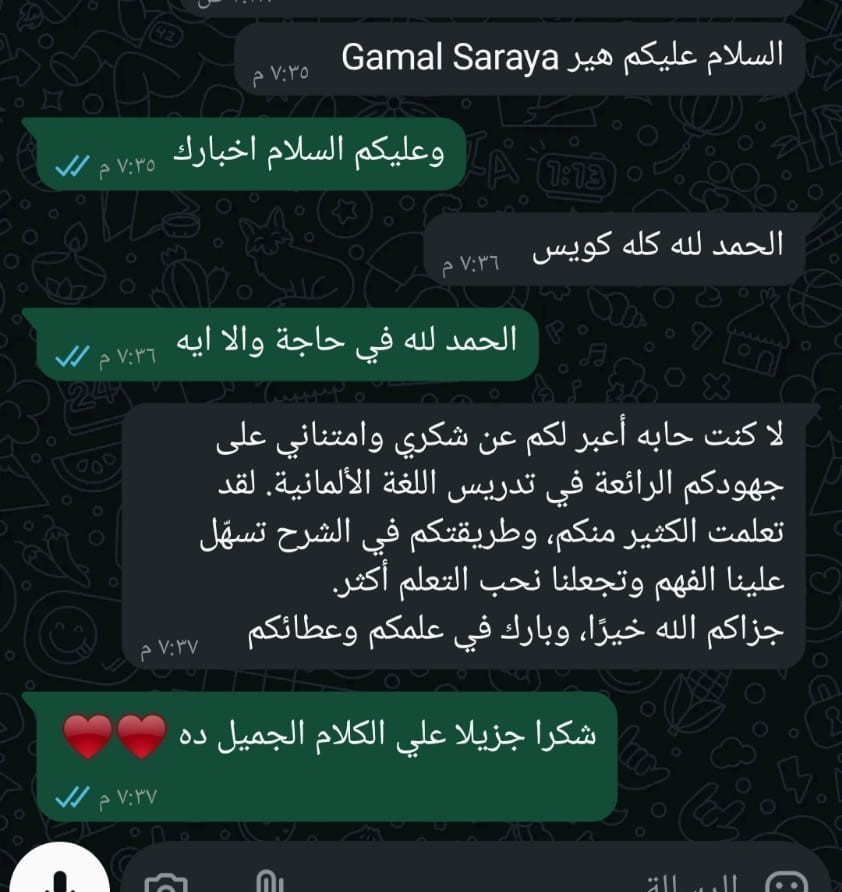 السلام عليكم هير Gamal Saraya
٧:٣٥ م
وعليكم السلام اخبارك
٧:٣٥ م
الحمد لله كله كويس
٧:٣٦ م
الحمد لله في حاجة والا ايه
٧:٣٦ م
لا كنت حابه أعبر لكم عن شكري وامتناني على
جهودكم الرائعة في تدريس اللغة الألمانية. لقد
تعلمت الكثير منكم، وطريقتكم في الشرح تسهّل
علينا الفهم وتجعلنا نحب التعلم أكثر.
جزاكم الله خيرًا، وبارك في علمكم وعطائكم
٧:٣٧ م
شكرا جزيلا علي الكلام الجميل ده ❤️❤️
٧:٣٧ م